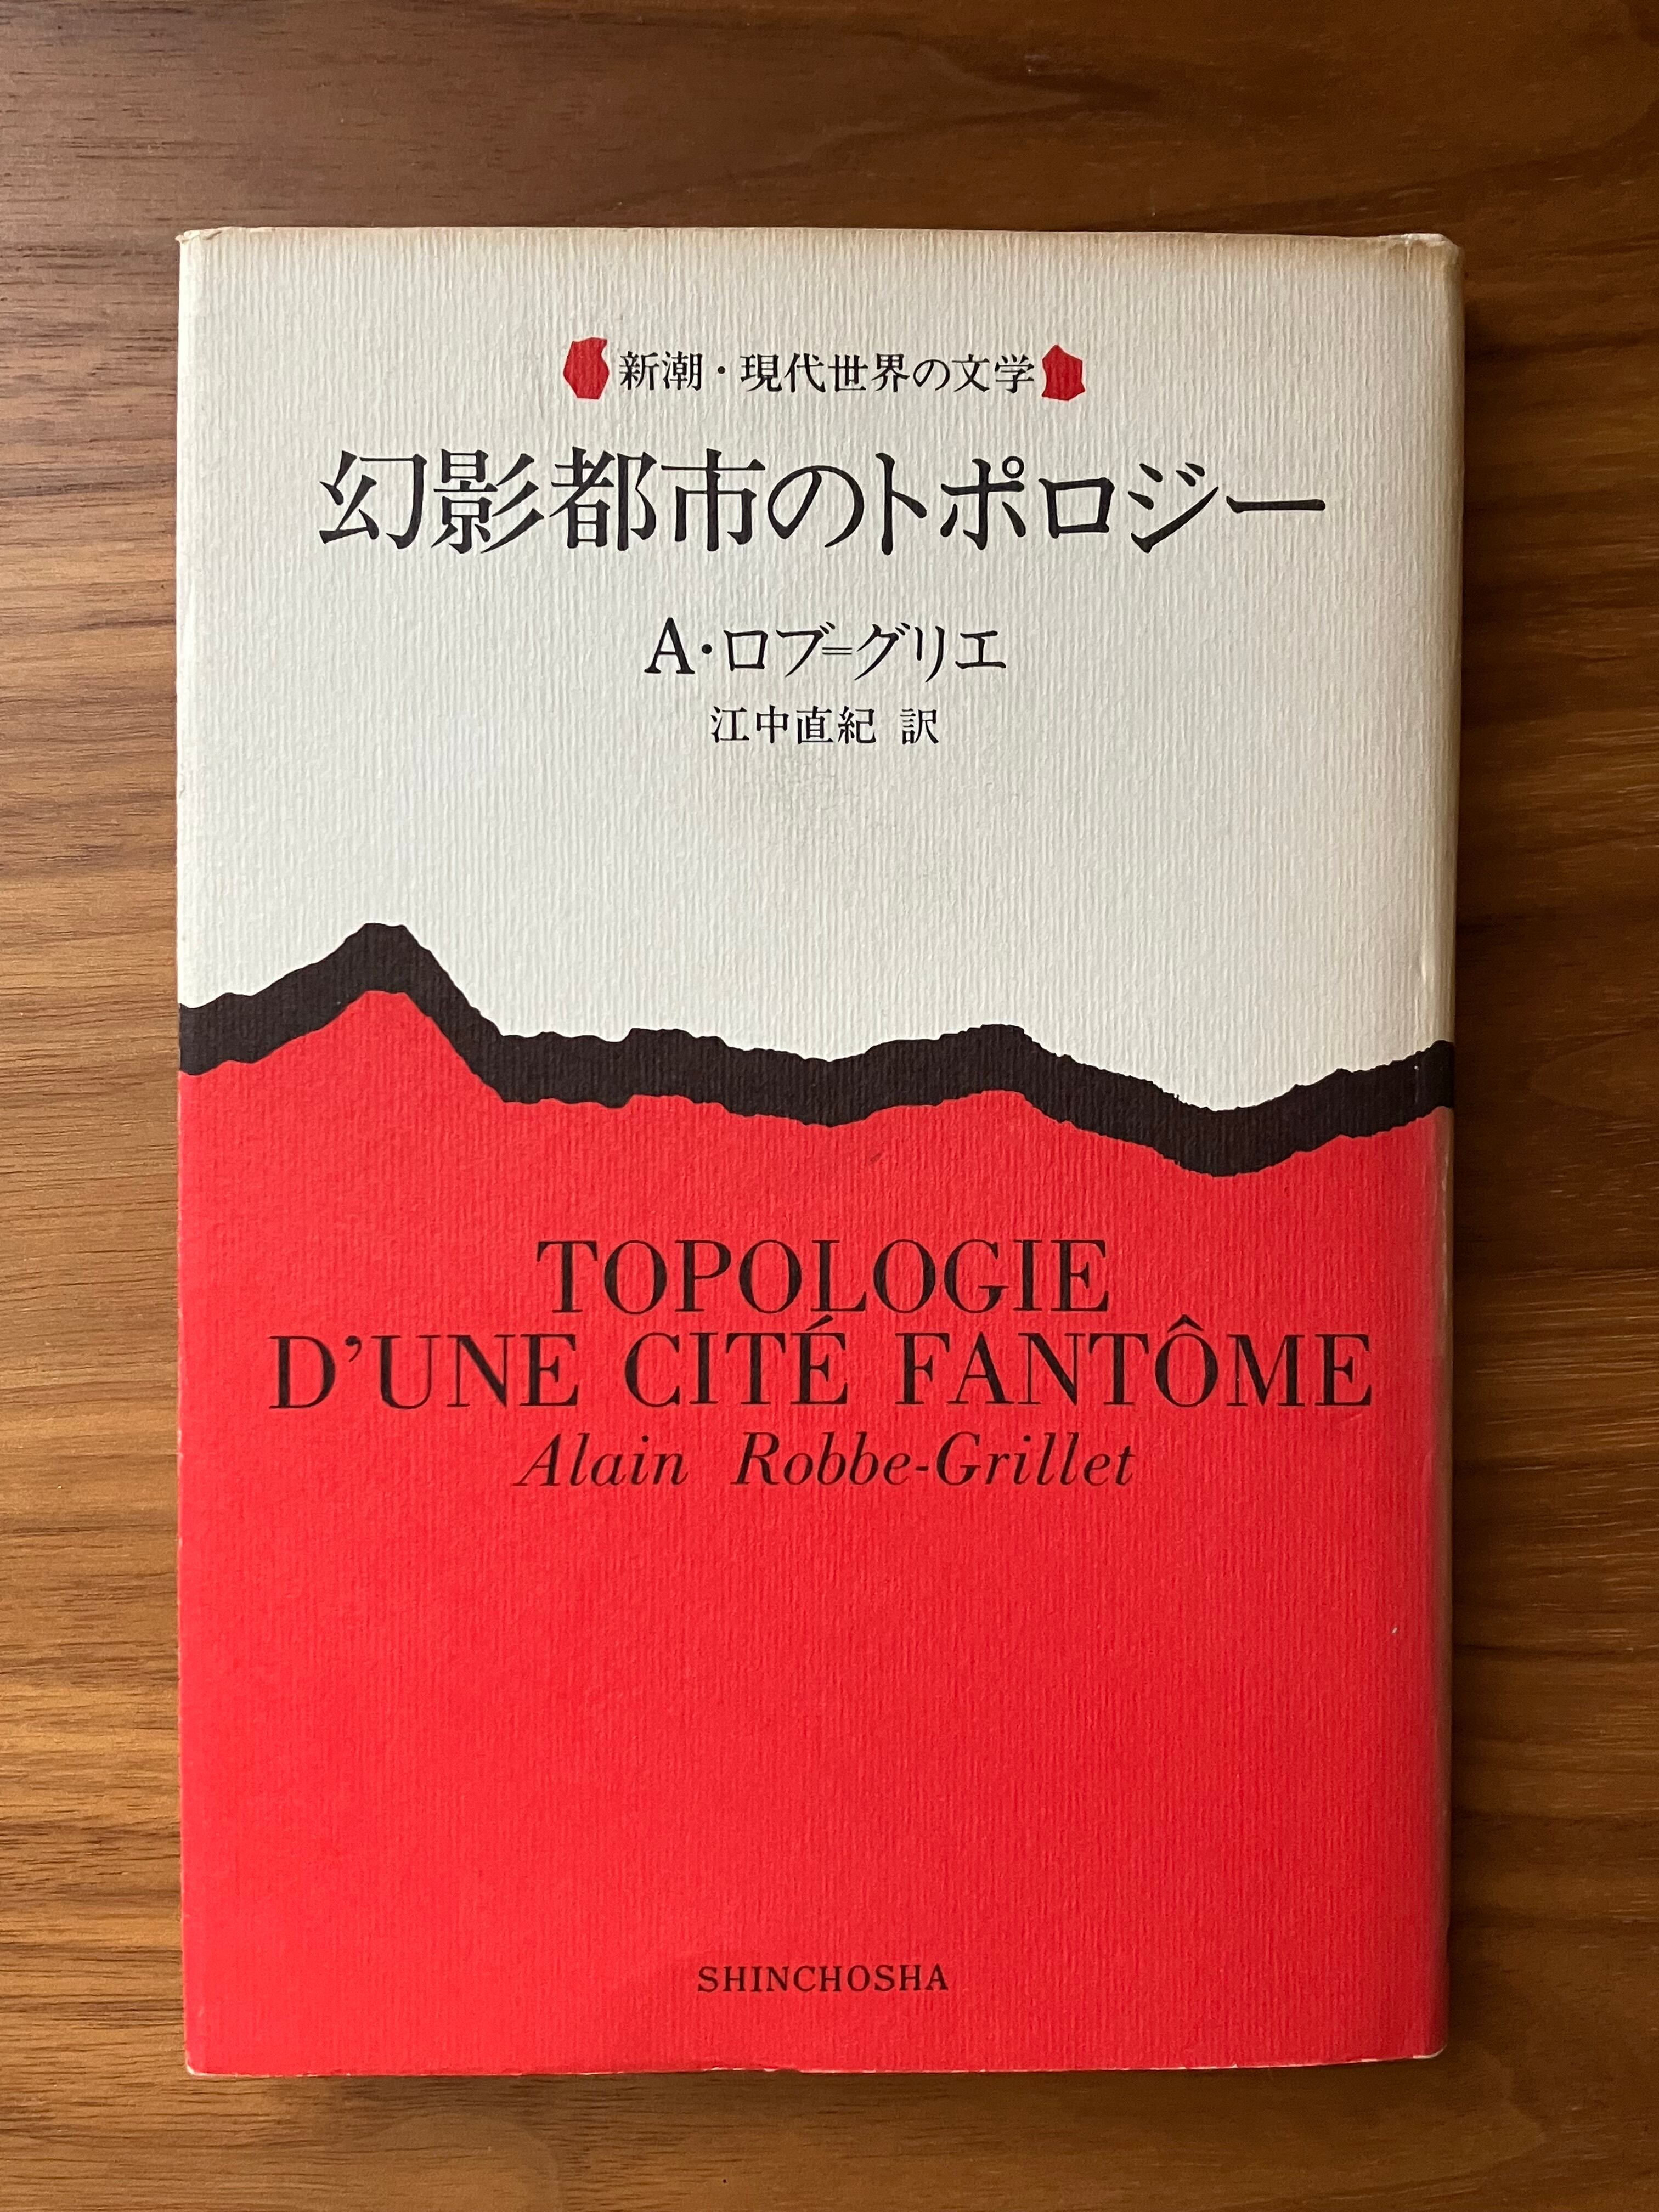 新潮・現代世界の文学
幻影都市のトポロジー
A・ロブ=グリエ
江中直紀 訳
TOPOLOGIE
D'UNE CITÉ FANTÔME
Alain Robbe-Grillet
SHINCHOSHA